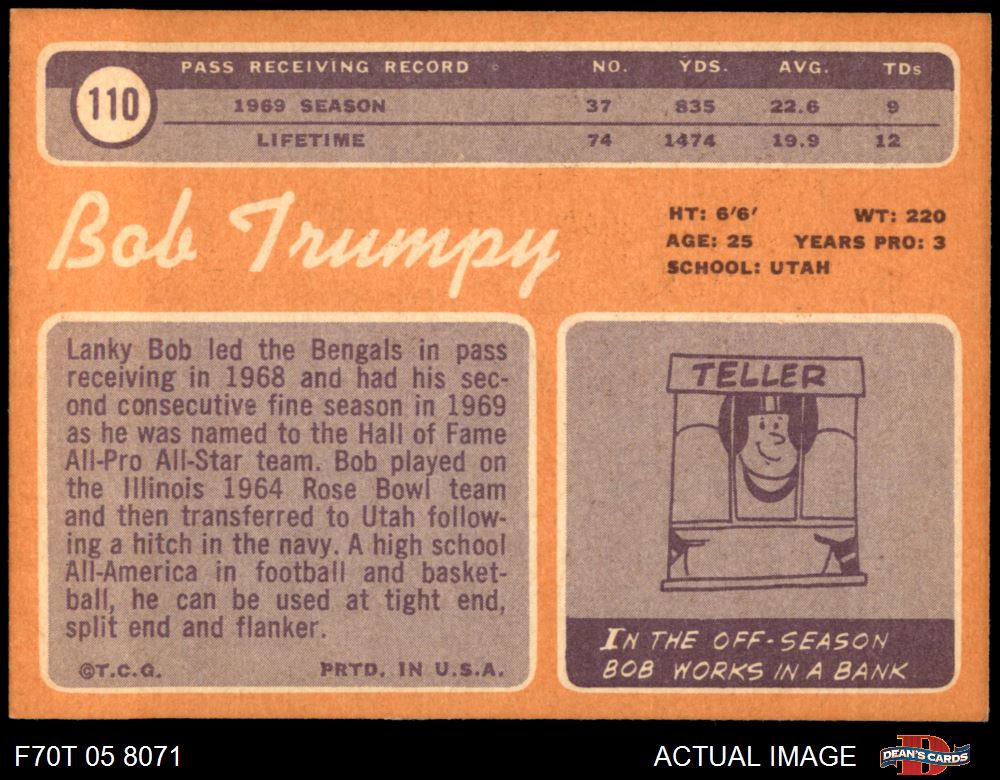 110
PASS RECEIVING RECORD NO. YDS. AVG. TDs
1969 SEASON 37 835 22.6 9
LIFETIME 74 1474 19.9 12
Bob Trumpy
HT: 6'6' WT: 220
AGE: 25 YEARS PRO: 3
SCHOOL: UTAH
Lanky Bob led the Bengals in pass
receiving in 1968 and had his sec-
ond consecutive fine season in 1969
as he was named to the Hall of Fame
All-Pro All-Star team. Bob played on
the Illinois 1964 Rose Bowl team
and then transferred to Utah follow-
ing a hitch in the navy. A high school
All-America in football and basket-
ball, he can be used at tight end,
split end and flanker.
©T.C.G. PRTD. IN U.S.A.
TELLER
IN THE OFF-SEASON
BOB WORKS IN A BANK
F70T 05 8071 ACTUAL IMAGE DEAN'S CARDS